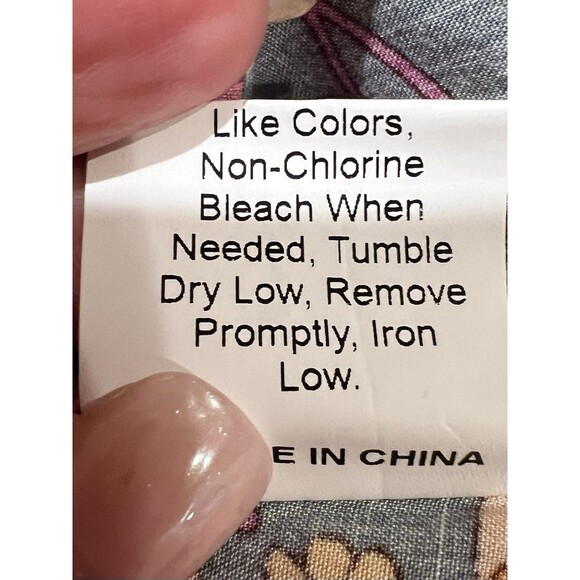 Like Colors,
Non-Chlorine
Bleach When
Needed, Tumble
Dry Low, Remove
Promptly, Iron
Low.
E IN CHINA